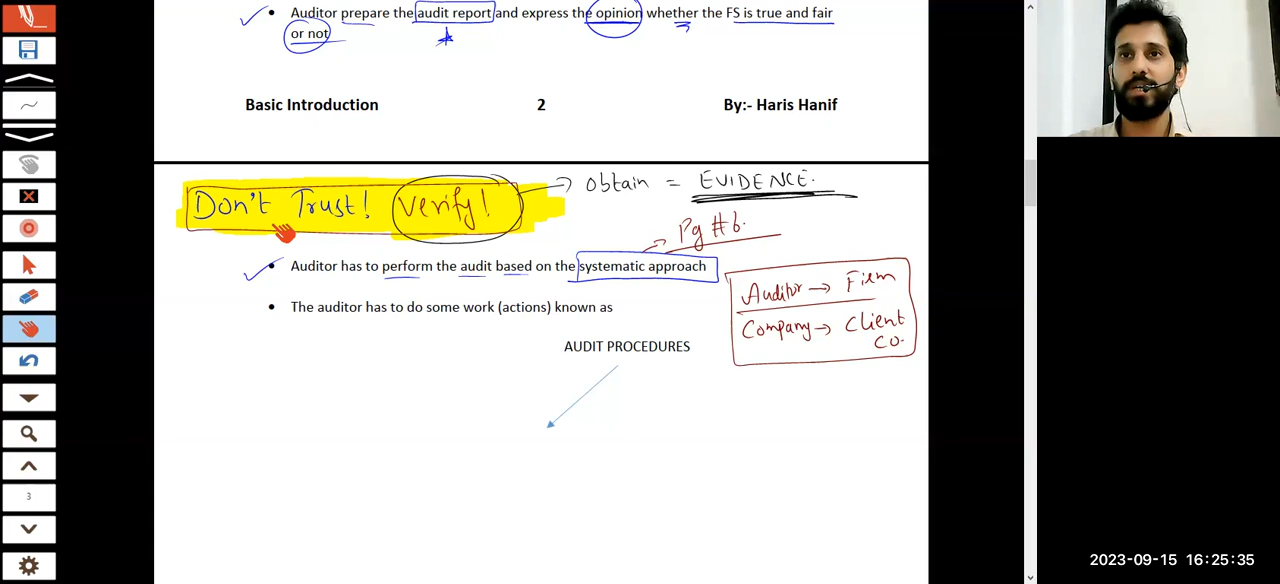 Auditor prepare the audit report and express the opinion whether the FS is true and fair
or not
Basic Introduction 2 By:- Haris Hanif
Don't Trust! Verify! → obtain = EVIDENCE.
Pg # 6.
Auditor has to perform the audit based on the systematic approach
Auditor → Firm
The auditor has to do some work (actions) known as
Company → Client
Co.
AUDIT PROCEDURES
3
2023-09-15 16:25:35